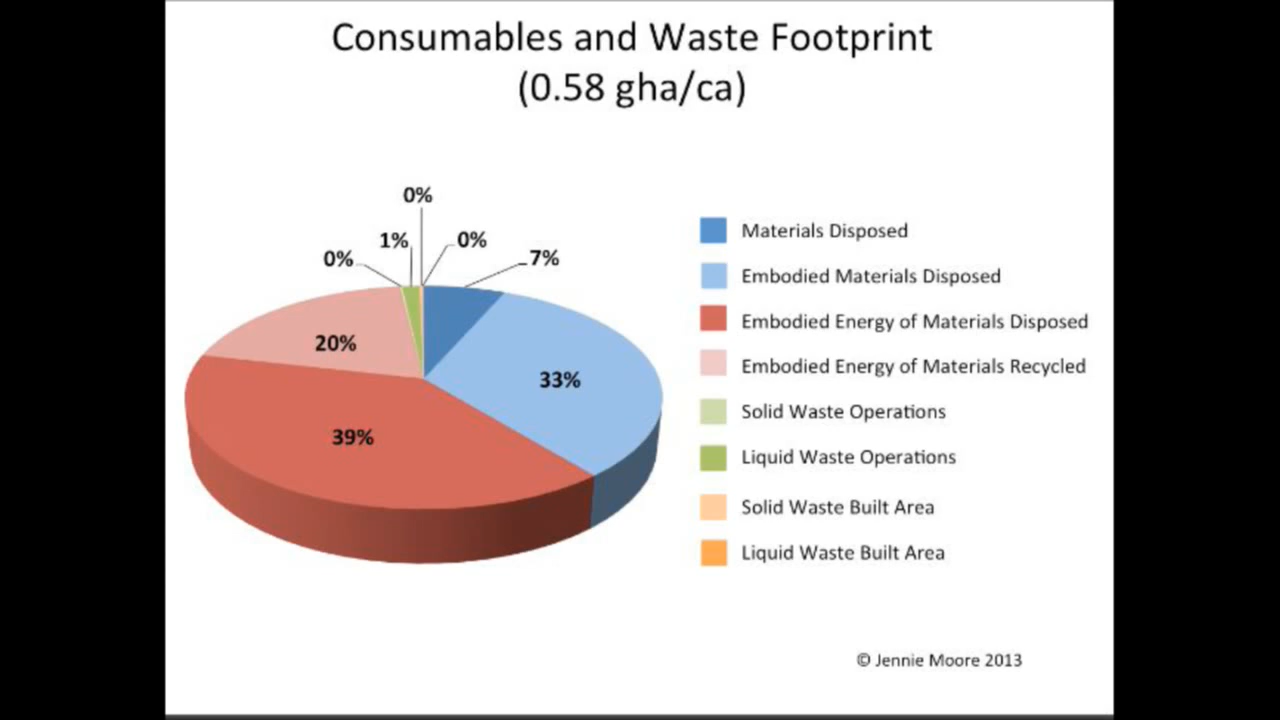 Consumables and Waste Footprint
(0.58 gha/ca)
0%
1%
0%
0%
7%
20%
33%
39%
Materials Disposed
Embodied Materials Disposed
Embodied Energy of Materials Disposed
Embodied Energy of Materials Recycled
Solid Waste Operations
Liquid Waste Operations
Solid Waste Built Area
Liquid Waste Built Area
© Jennie Moore 2013